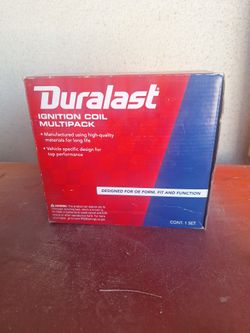 Duralast
IGNITION COIL
MULTIPACK
• Manufactured using high-quality
materials for long life
• Vehicle specific design for
top performance
DESIGNED FOR OE FORM, FIT AND FUNCTION
WARNING:
CONT. 1 SET